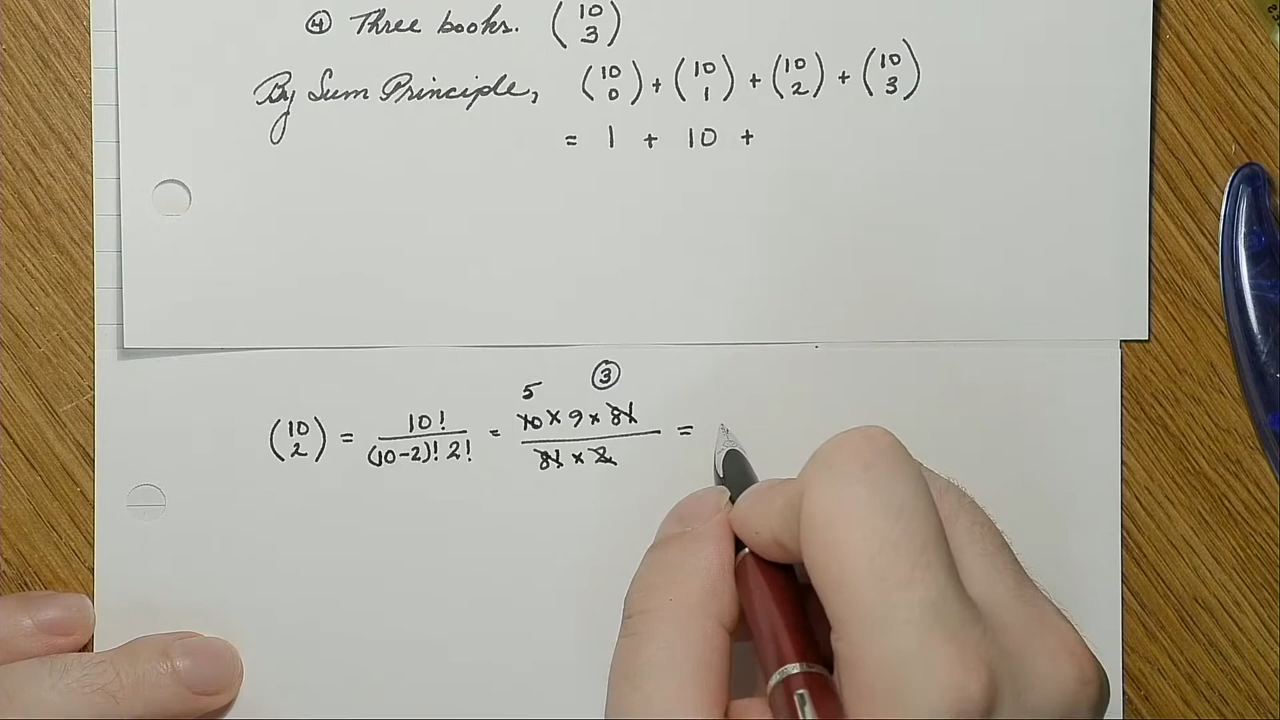 ④ Three books. (10 3)
By Sum Principle, (10 0) + (10 1) + (10 2) + (10 3)
= 1 + 10 +
5 ③
(10 2) = 10! / (10-2)! 2! = 10 × 9 × 8! / 8! × 2 =